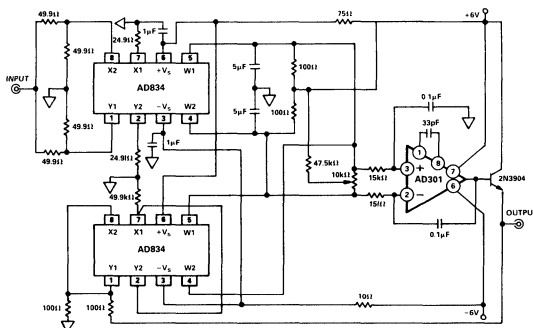 49.9Ω
1μF
75Ω
+6V
24.9Ω
49.9Ω
8 7 6 5
X2 X1 +VS W1
AD834
Y1 Y2 −VS W2
1 2 3 4
5μF
100Ω
0.1μF
33pF
INPUT
49.9Ω
5μF
100Ω
1 8 7
3 +
AD301
2 − 6
2N3904
49.9Ω
1μF
24.9Ω
47.5kΩ
10kΩ
15kΩ
15kΩ
OUTPU
49.9kΩ
0.1μF
8 7 6 5
X2 X1 +VS W1
AD834
Y1 Y2 −VS W2
1 2 3 4
100Ω
100Ω
10Ω
−6V